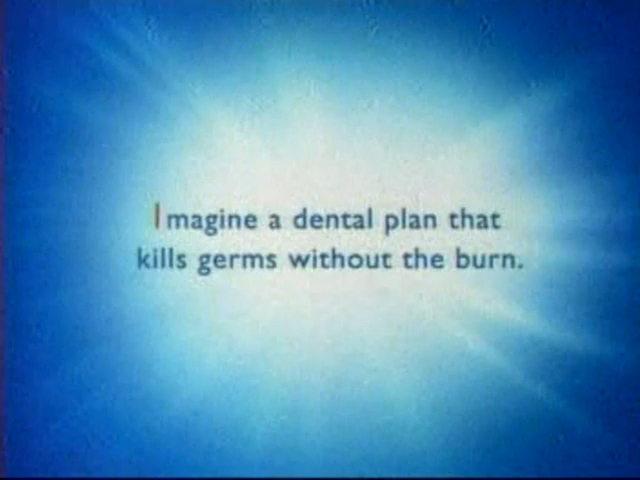 Imagine a dental plan that
kills germs without the burn.